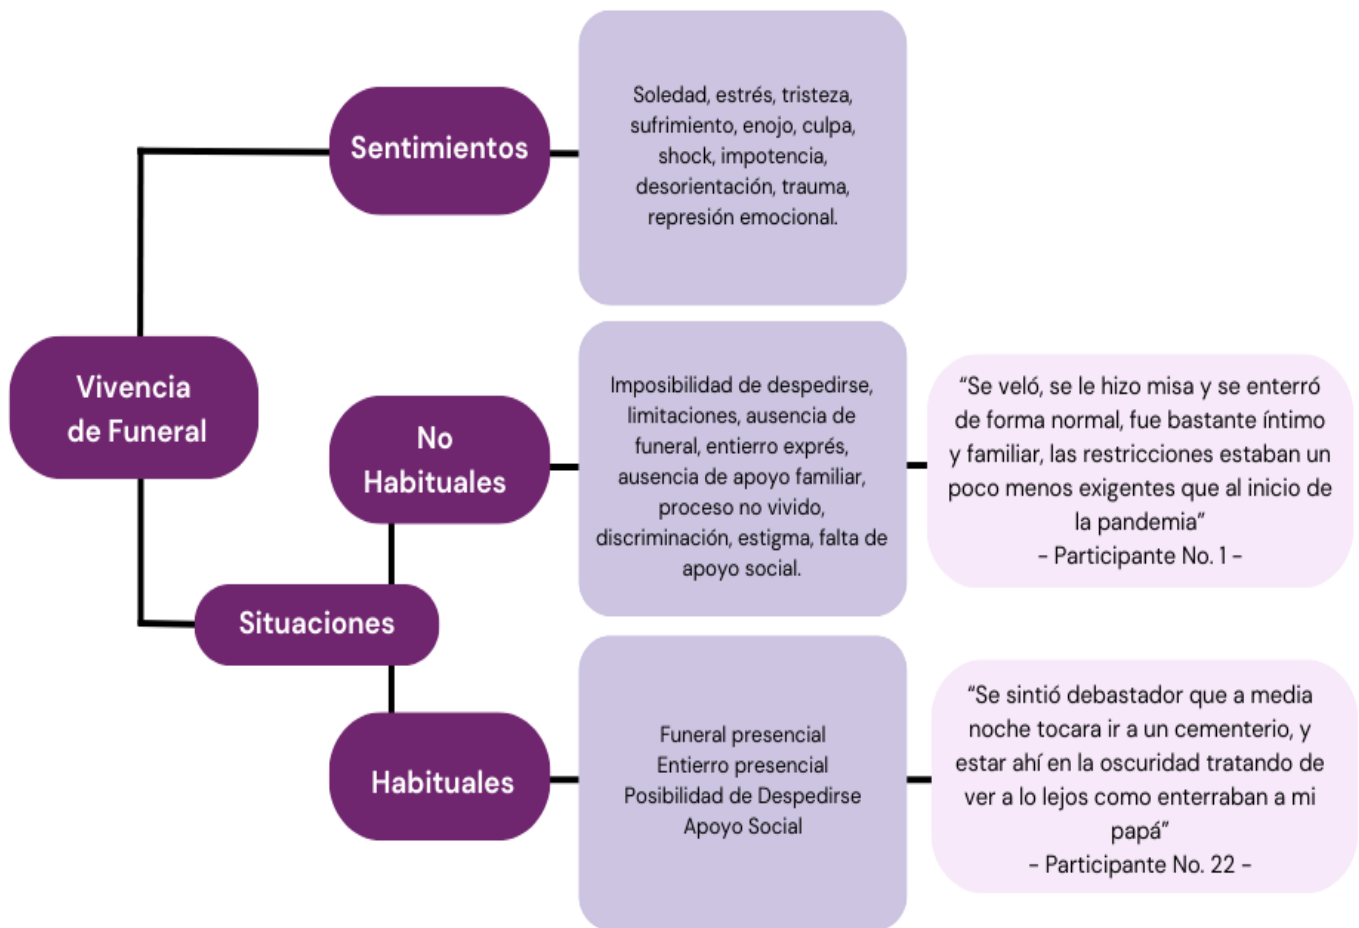 Sentimientos
Soledad, estrés, tristeza,
sufrimiento, enojo, culpa,
shock, impotencia,
desorientación, trauma,
represión emocional.
Vivencia
de Funeral
No
Habituales
Imposibilidad de despedirse,
limitaciones, ausencia de
funeral, entierro exprés,
ausencia de apoyo familiar,
proceso no vivido,
discriminación, estigma, falta de
apoyo social.
“Se veló, se le hizo misa y se enterró
de forma normal, fue bastante íntimo
y familiar, las restricciones estaban un
poco menos exigentes que al inicio de
la pandemia”
- Participante No. 1 -
Situaciones
Habituales
Funeral presencial
Entierro presencial
Posibilidad de Despedirse
Apoyo Social
“Se sintió debastador que a media
noche tocara ir a un cementerio, y
estar ahí en la oscuridad tratando de
ver a lo lejos como enterraban a mi
papá”
- Participante No. 22 -